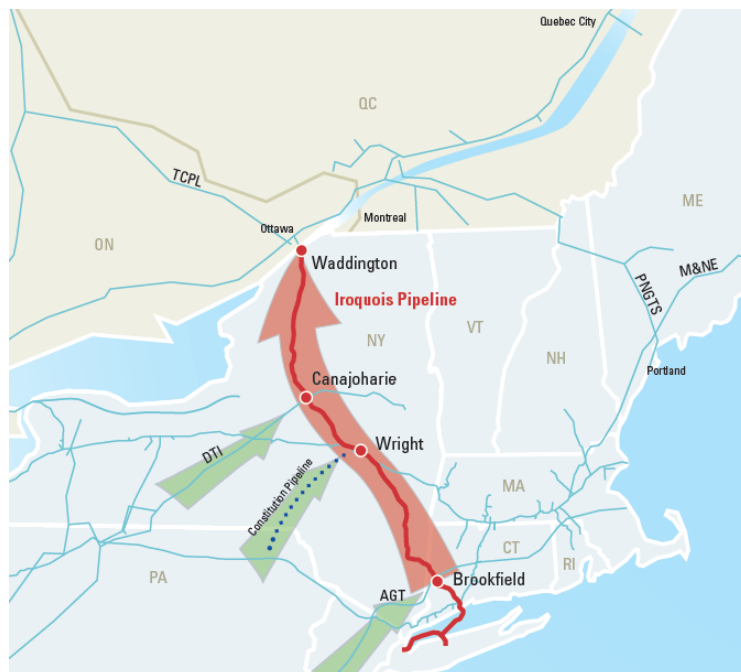 Quebec City
QC
TCPL
ME
Ottawa
Montreal
ON
Waddington
M&NE
PNGTS
Iroquois Pipeline
NY
VT
NH
Portland
Canajoharie
Wright
DTI
Constitution Pipeline
MA
CT
RI
PA
Brookfield
AGT